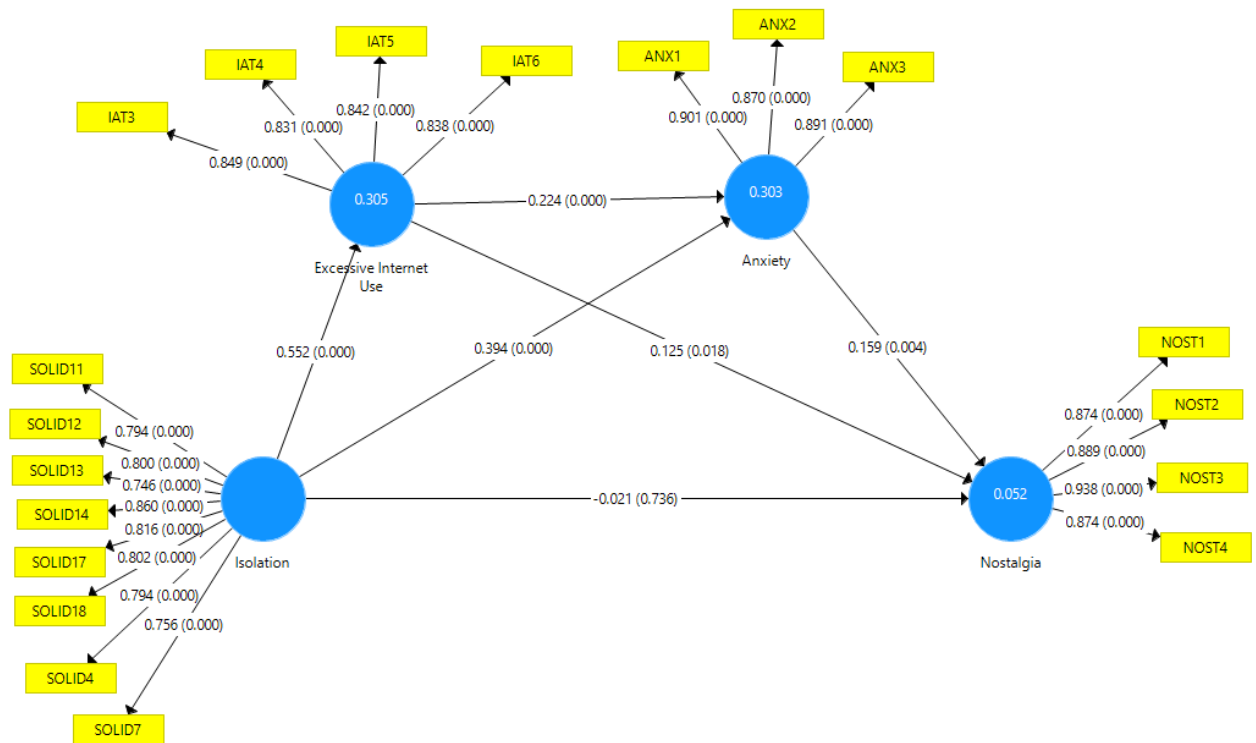 ANX2
IAT5
IAT4
IAT6
ANX1
ANX3
IAT3
0.842 (0.000)
0.870 (0.000)
0.831 (0.000)
0.838 (0.000)
0.901 (0.000)
0.891 (0.000)
0.849 (0.000)
0.305
0.224 (0.000)
0.303
Excessive Internet
Use
Anxiety
0.552 (0.000)
0.394 (0.000)
0.125 (0.018)
0.159 (0.004)
SOLID11
SOLID12
SOLID13
SOLID14
SOLID17
SOLID18
SOLID4
SOLID7
0.794 (0.000)
0.800 (0.000)
0.746 (0.000)
0.860 (0.000)
0.816 (0.000)
0.802 (0.000)
0.794 (0.000)
0.756 (0.000)
Isolation
-0.021 (0.736)
0.052
Nostalgia
0.874 (0.000)
0.889 (0.000)
0.938 (0.000)
0.874 (0.000)
NOST1
NOST2
NOST3
NOST4